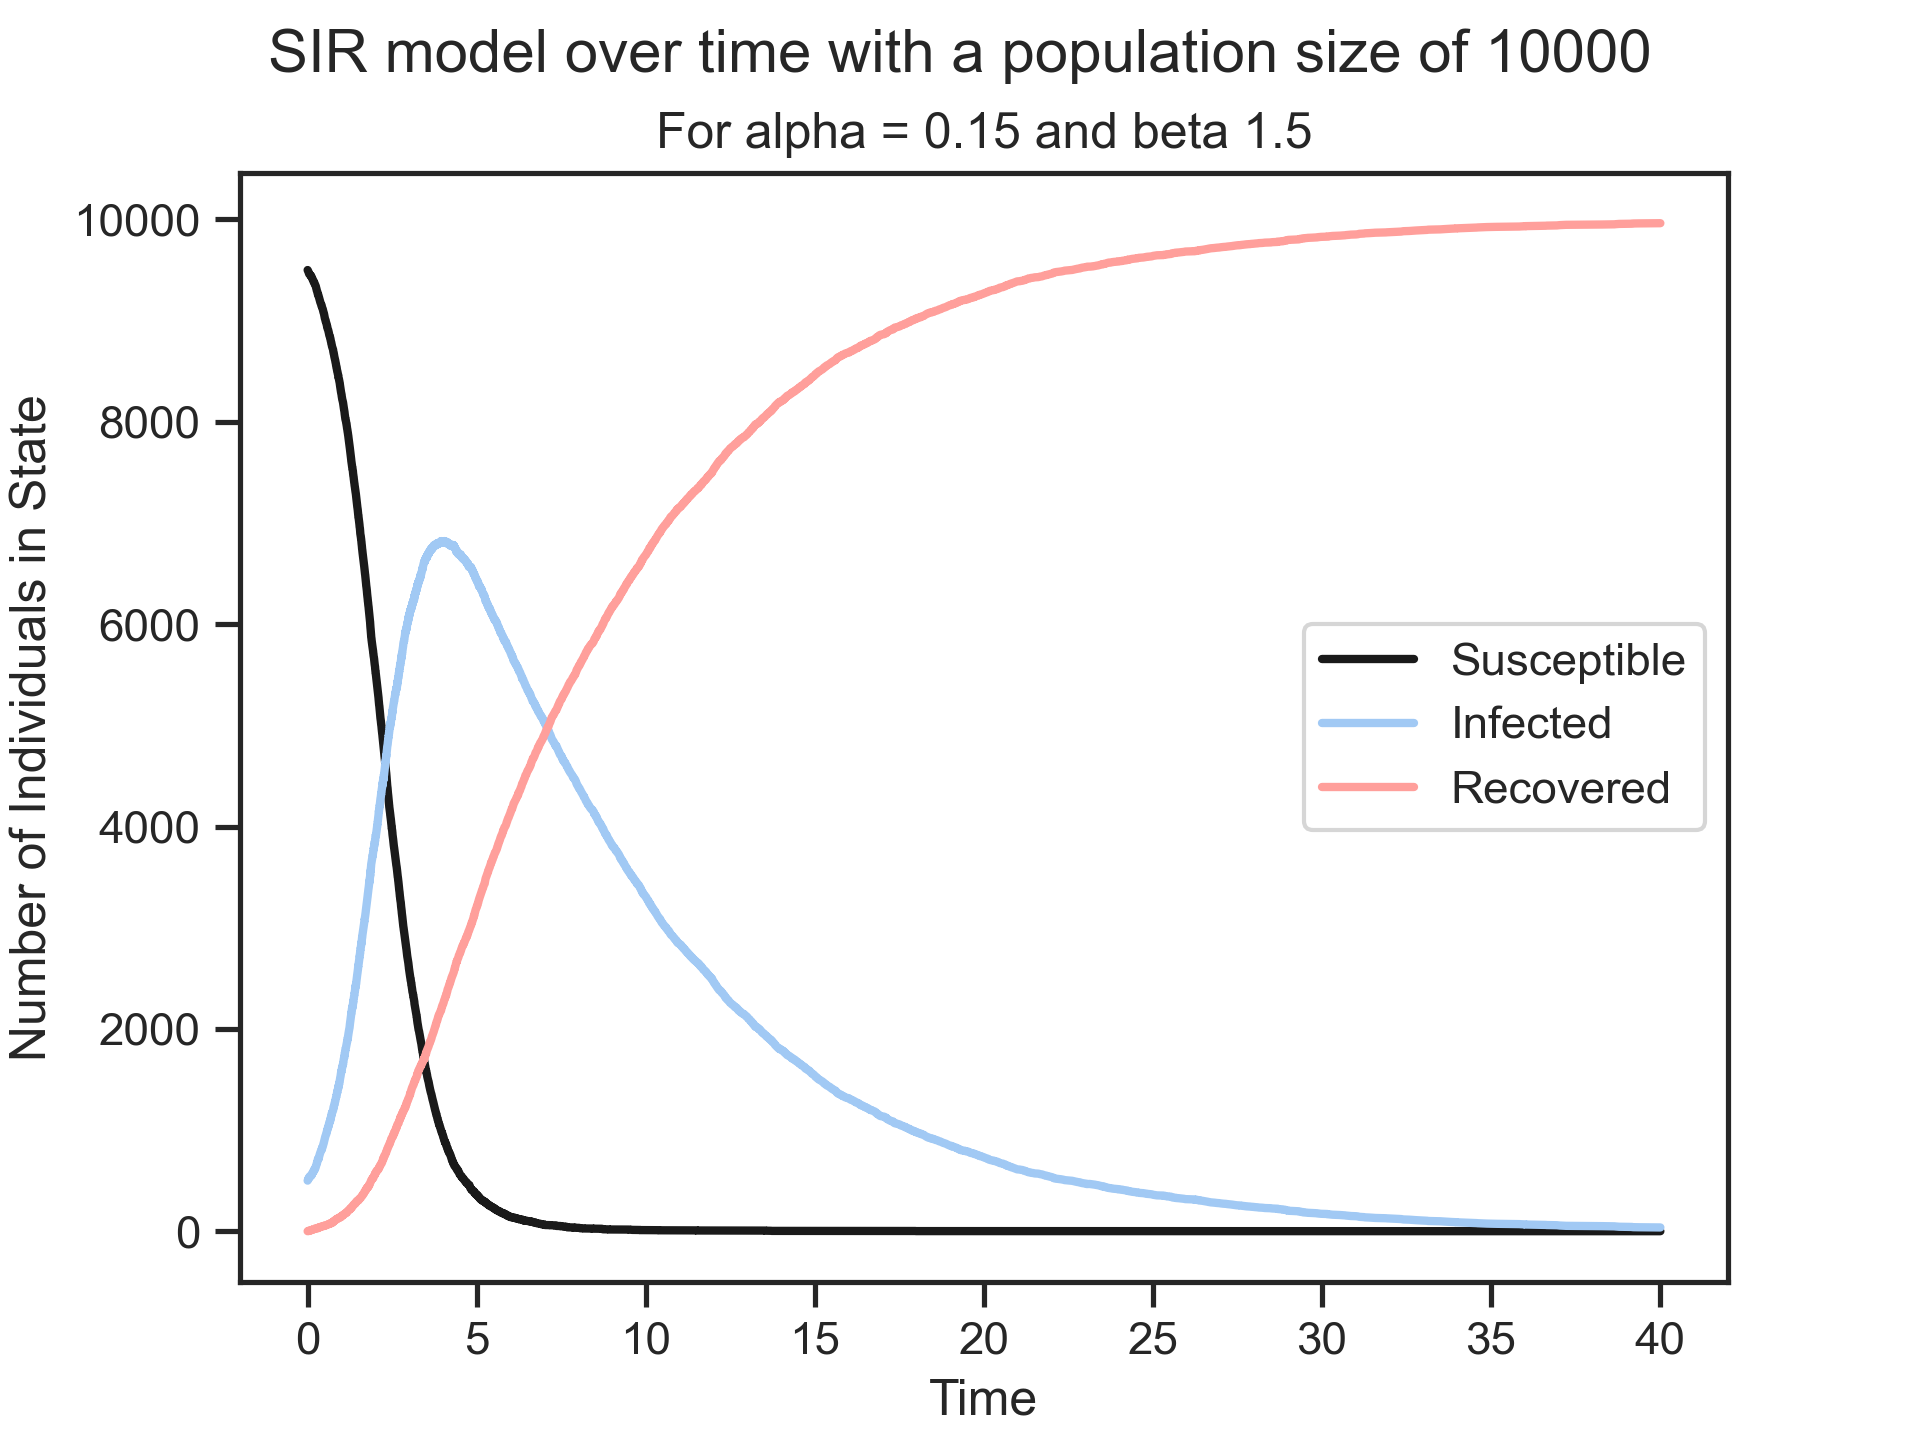 SIR model over time with a population size of 10000
For alpha = 0.15 and beta 1.5
Number of Individuals in State
10000
8000
6000
4000
2000
0
Susceptible
Infected
Recovered
0 5 10 15 20 25 30 35 40
Time